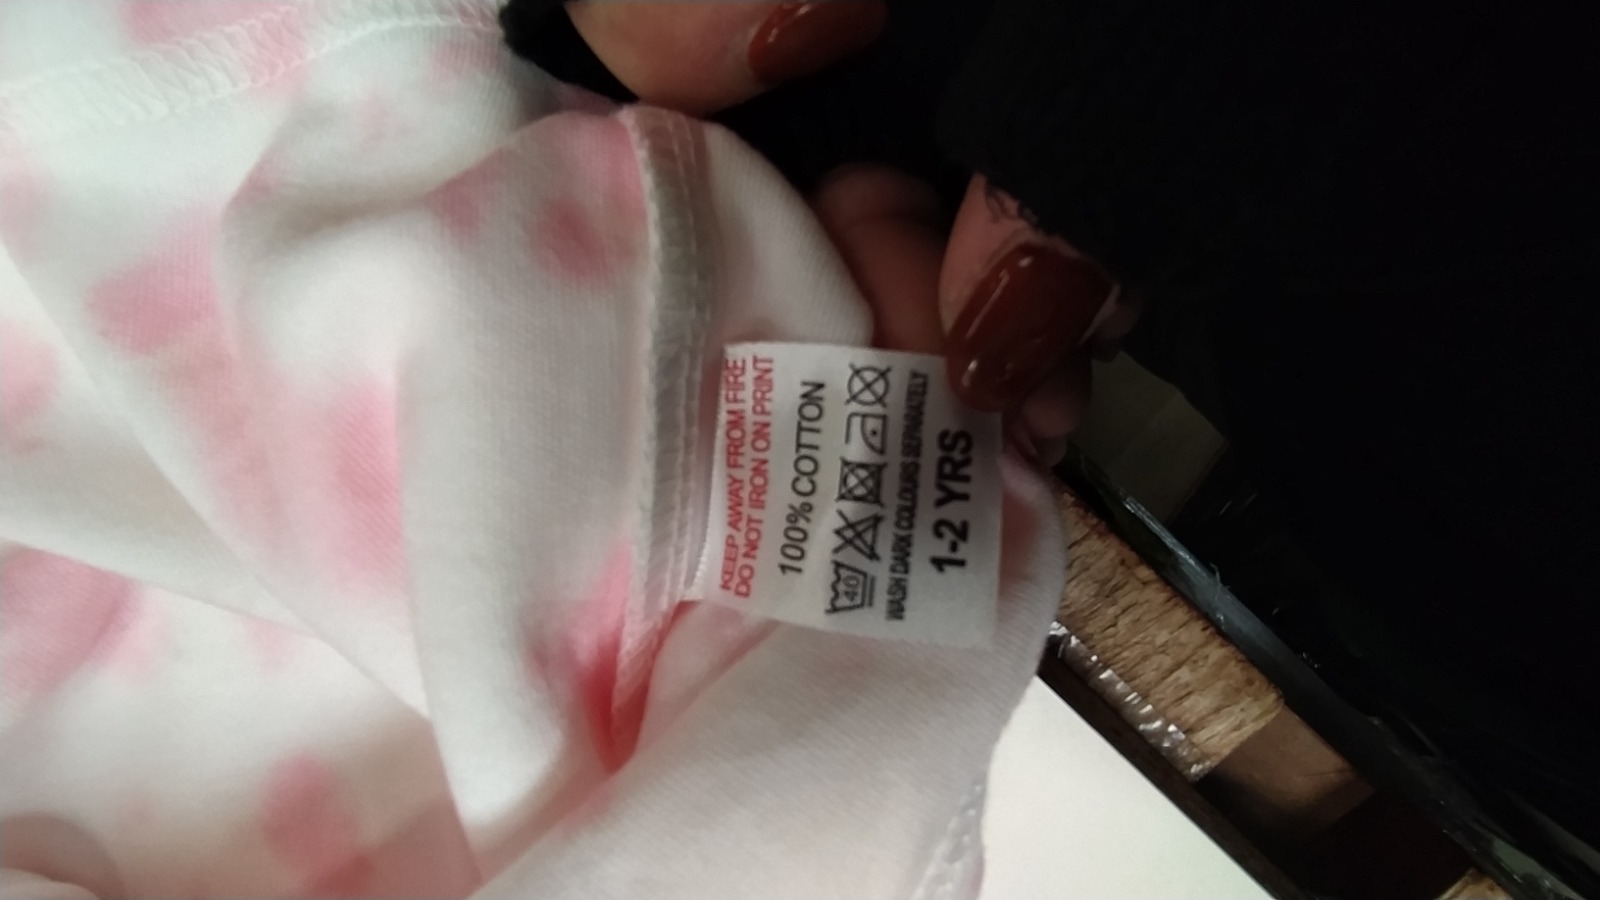 KEEP AWAY FROM FIRE
DO NOT IRON ON PRINT
100% COTTON
40
WASH DARK COLOURS SEPARATELY
1-2 YRS